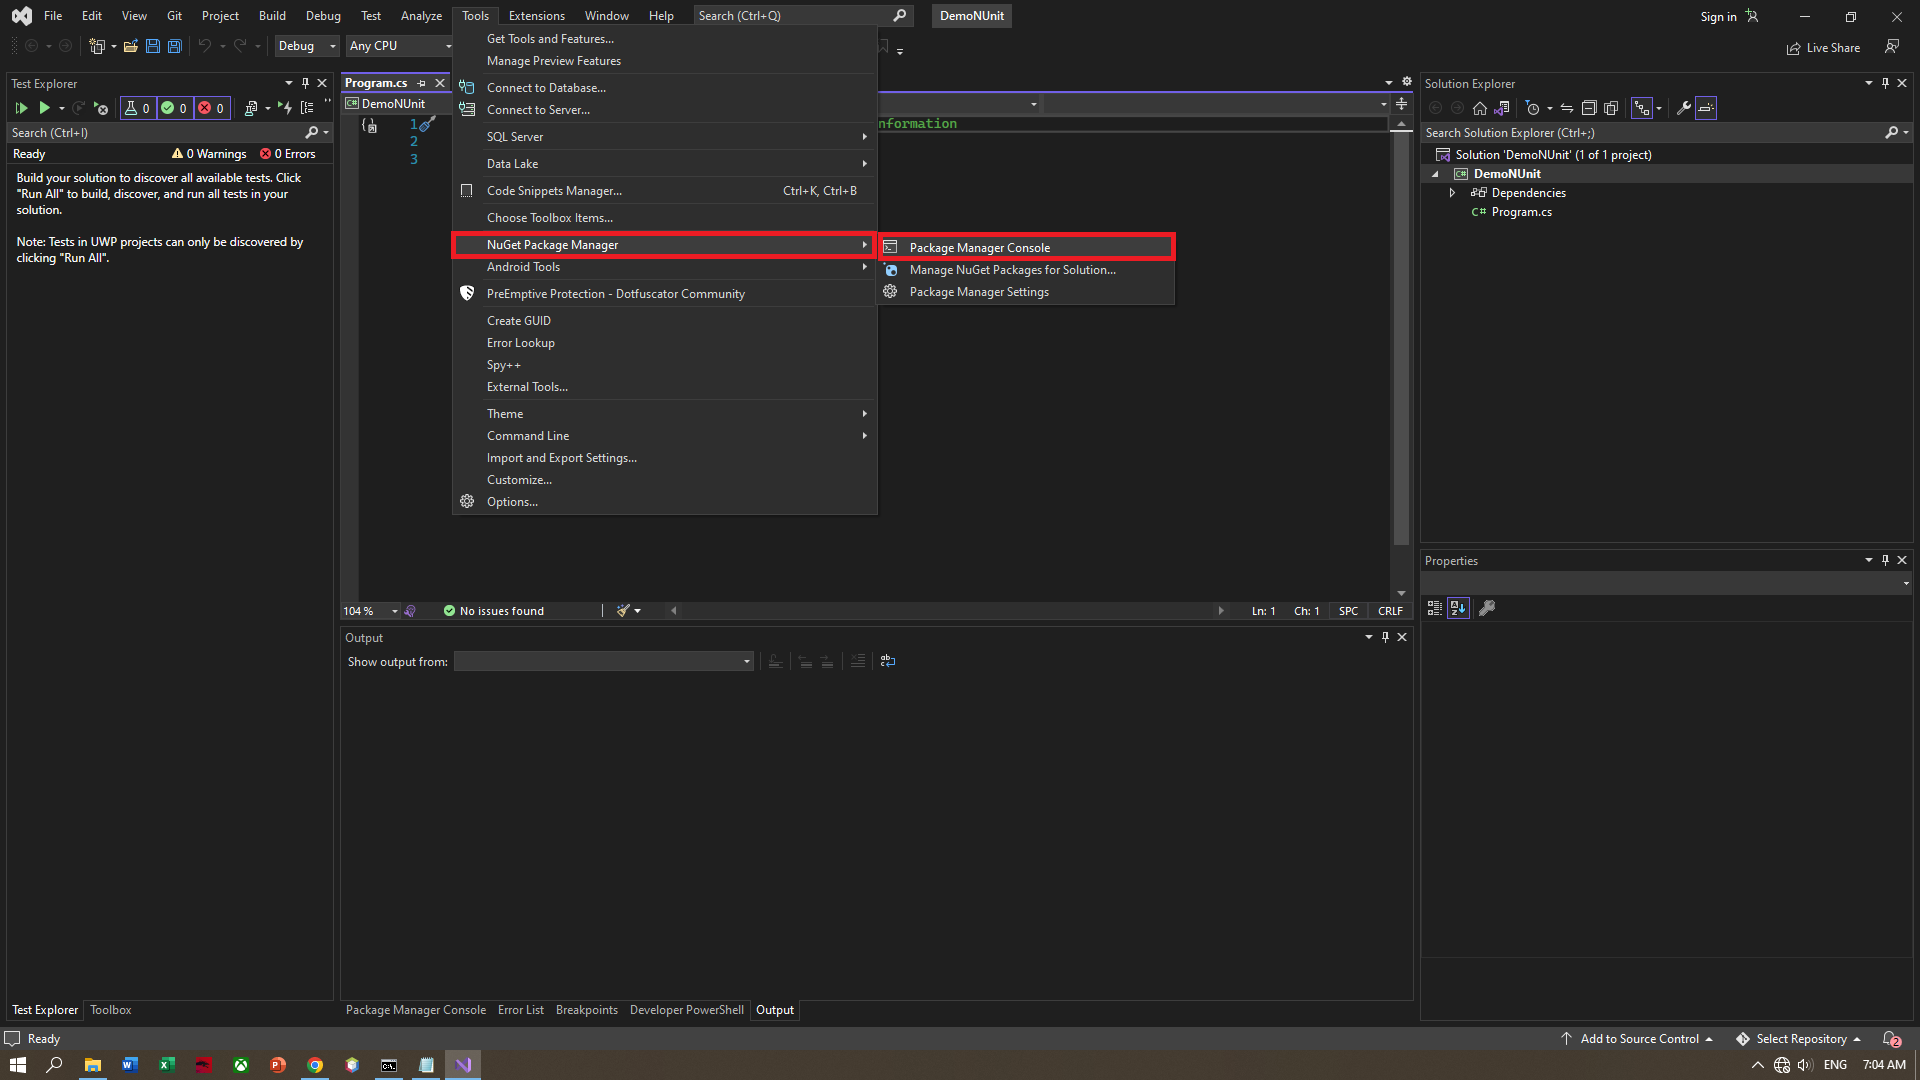 File Edit View Git Project Build Debug Test Analyze Tools Extensions Window Help Search (Ctrl+Q) DemoNUnit Sign in
Debug Any CPU Live Share
Test Explorer
0 0 0
Search (Ctrl+I)
Ready 0 Warnings 0 Errors
Build your solution to discover all available tests. Click
"Run All" to build, discover, and run all tests in your
solution.
Note: Tests in UWP projects can only be discovered by
clicking "Run All".
Test Explorer Toolbox
Program.cs
C# DemoNUnit
1 nformation
2
3
Get Tools and Features...
Manage Preview Features
Connect to Database...
Connect to Server...
SQL Server
Data Lake
Code Snippets Manager... Ctrl+K, Ctrl+B
Choose Toolbox Items...
NuGet Package Manager
Android Tools
PreEmptive Protection - Dotfuscator Community
Create GUID
Error Lookup
Spy++
External Tools...
Theme
Command Line
Import and Export Settings...
Customize...
Options...
Package Manager Console
Manage NuGet Packages for Solution...
Package Manager Settings
104 % No issues found Ln: 1 Ch: 1 SPC CRLF
Output
Show output from:
Package Manager Console Error List Breakpoints Developer PowerShell Output
Solution Explorer
Search Solution Explorer (Ctrl+;)
Solution 'DemoNUnit' (1 of 1 project)
C# DemoNUnit
Dependencies
C# Program.cs
Properties
Ready Add to Source Control Select Repository 2
ENG 7:04 AM